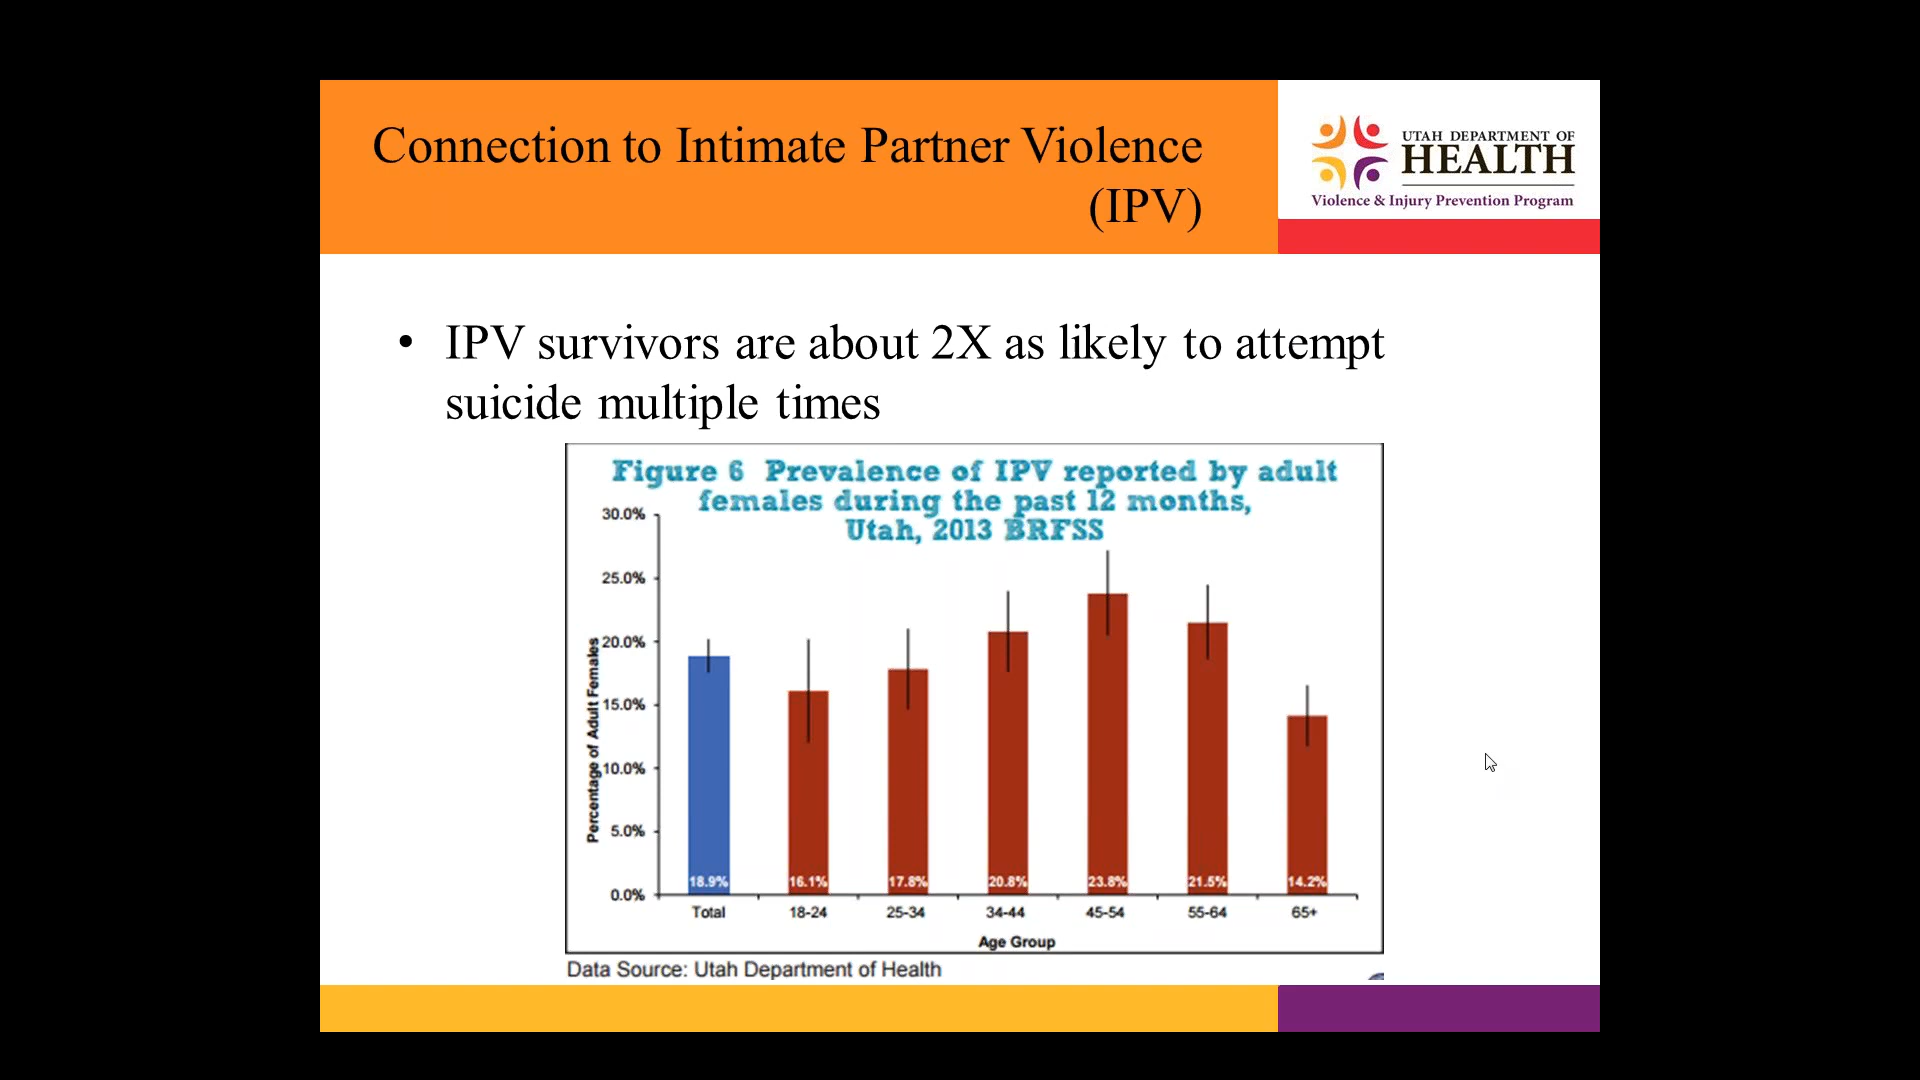 Connection to Intimate Partner Violence
(IPV)
UTAH DEPARTMENT OF
HEALTH
Violence & Injury Prevention Program
• IPV survivors are about 2X as likely to attempt
suicide multiple times
Figure 6 Prevalence of IPV reported by adult
females during the past 12 months,
Utah, 2013 BRFSS
Percentage of Adult Females
30.0%
25.0%
20.0%
15.0%
10.0%
5.0%
0.0%
18.9% 16.1% 17.8% 20.8% 23.8% 21.5% 14.2%
Total 18-24 25-34 34-44 45-54 55-64 65+
Age Group
Data Source: Utah Department of Health